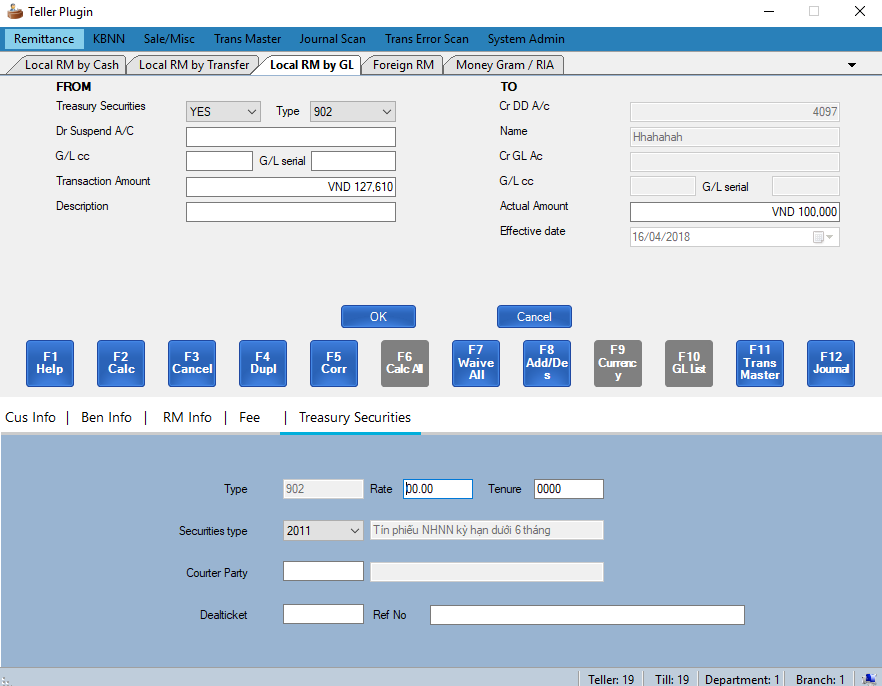 Teller Plugin
Remittance KBNN Sale/Misc Trans Master Journal Scan Trans Error Scan System Admin
Local RM by Cash Local RM by Transfer Local RM by GL Foreign RM Money Gram / RIA
FROM TO
Treasury Securities YES Type 902 Cr DD A/c 4097
Dr Suspend A/C Name Hhahahah
G/L cc G/L serial Cr GL Ac
Transaction Amount VND 127,610 G/L cc G/L serial
Description Actual Amount VND 100,000
Effective date 16/04/2018
OK Cancel
F1 Help F2 Calc F3 Cancel F4 Dupl F5 Corr F6 Calc All F7 Waive All F8 Add/De s F9 Currenc y F10 GL List F11 Trans Master F12 Journal
Cus Info | Ben Info | RM Info | Fee | Treasury Securities
Type 902 Rate 00.00 Tenure 0000
Securities type 2011 Tín phiếu NHNN kỳ hạn dưới 6 tháng
Courter Party
Dealticket Ref No
Teller: 19 Till: 19 Department: 1 Branch: 1